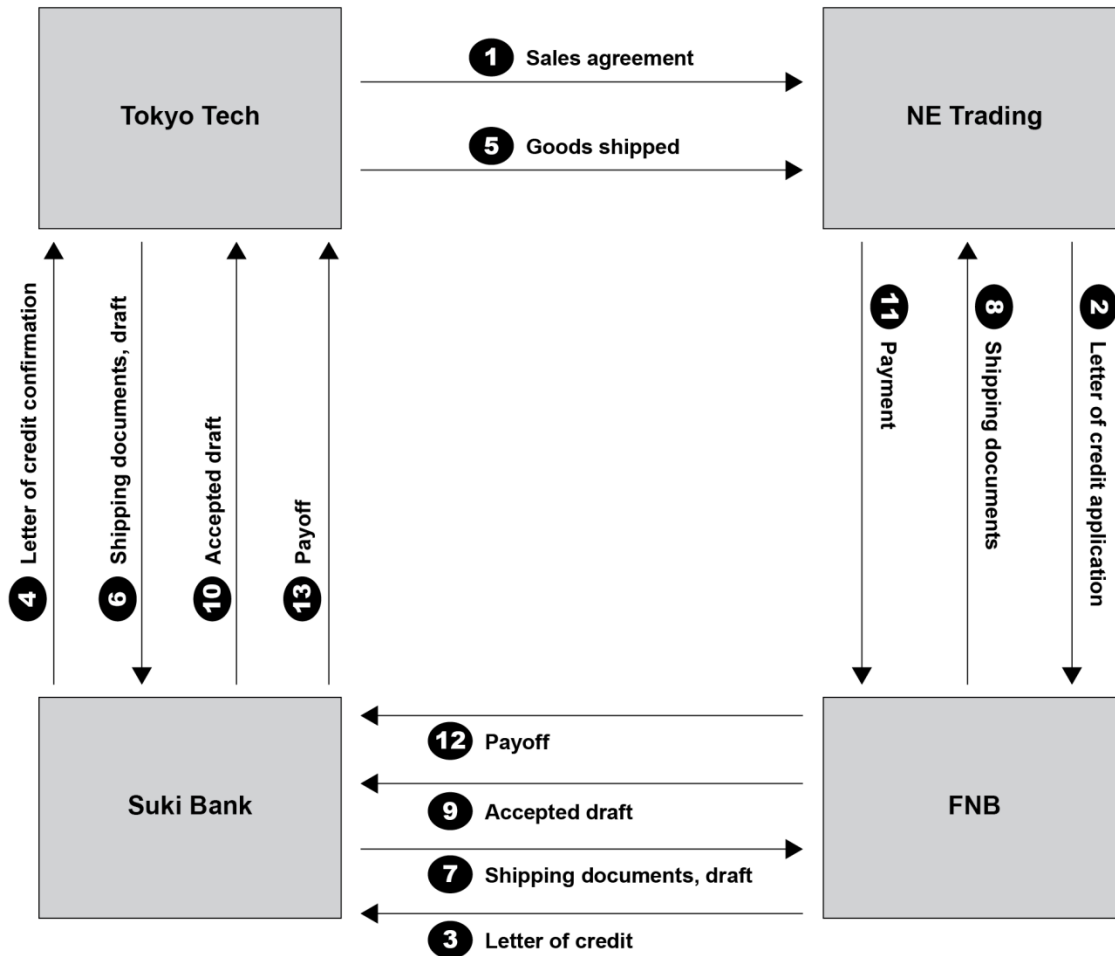 Tokyo Tech
1 Sales agreement
5 Goods shipped
NE Trading
4 Letter of credit confirmation
6 Shipping documents, draft
10 Accepted draft
13 Payoff
11 Payment
8 Shipping documents
2 Letter of credit application
Suki Bank
12 Payoff
9 Accepted draft
7 Shipping documents, draft
3 Letter of credit
FNB